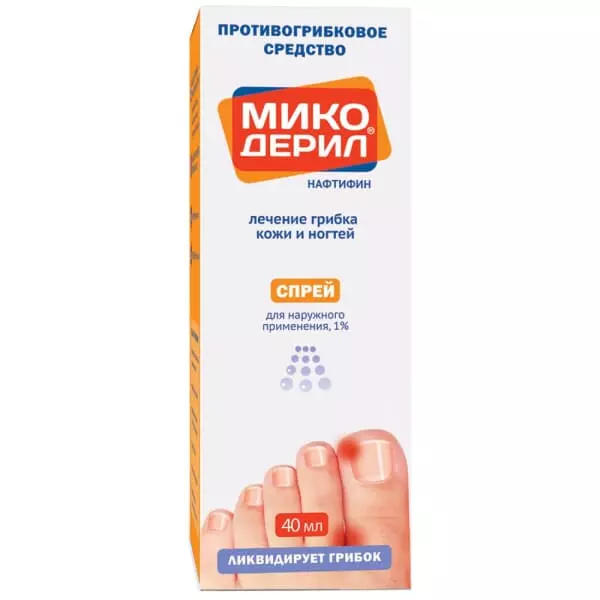 ПРОТИВОГРИБКОВОЕ
СРЕДСТВО
МИКО
ДЕРИЛ®
НАФТИФИН
лечение грибка
кожи и ногтей
СПРЕЙ
для наружного
применения, 1%
40 мл
ЛИКВИДИРУЕТ ГРИБОК